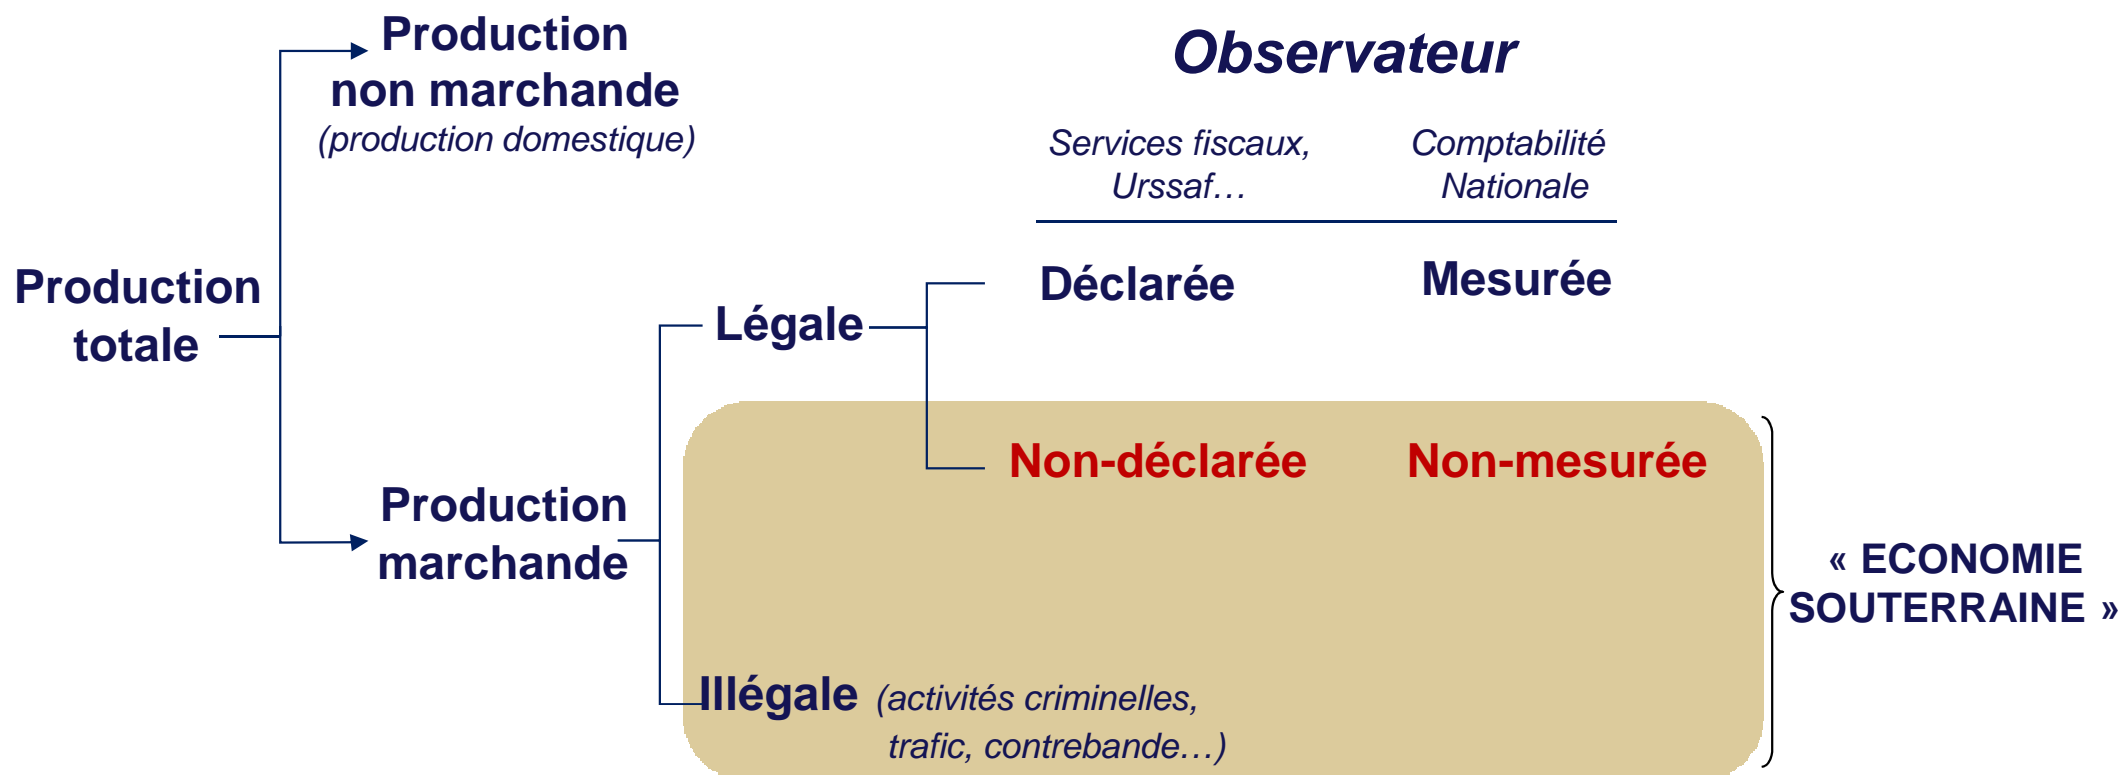 Production
non marchande
(production domestique)
Observateur
Services fiscaux,
Urssaf…
Comptabilité
Nationale
Production
totale
Légale
Déclarée
Mesurée
Non-déclarée
Non-mesurée
Production
marchande
« ECONOMIE
SOUTERRAINE »
Illégale (activités criminelles,
trafic, contrebande…)